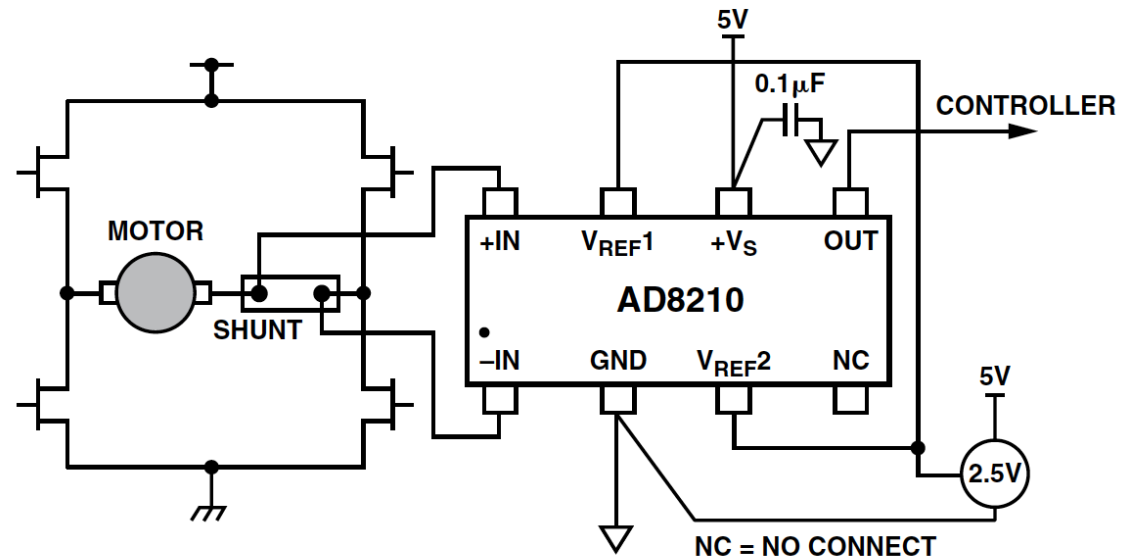 5V
0.1µF
CONTROLLER
MOTOR
+IN
VREF1
+VS
OUT
AD8210
SHUNT
–IN
GND
VREF2
NC
5V
2.5V
NC = NO CONNECT